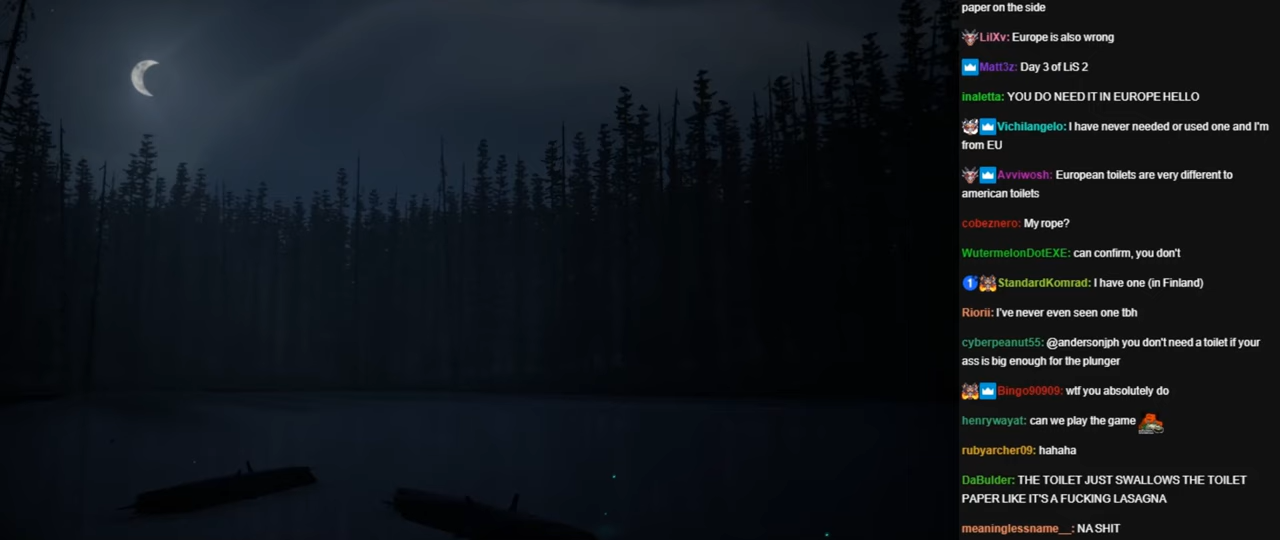 paper on the side
LilXv: Europe is also wrong
Matt3z: Day 3 of LiS 2
inaletta: YOU DO NEED IT IN EUROPE HELLO
Vichilangelo: I have never needed or used one and I'm
from EU
Avviwosh: European toilets are very different to
american toilets
cobeznero: My rope?
WutermelonDotEXE: can confirm, you don't
1 StandardKomrad: I have one (in Finland)
Riorii: I've never even seen one tbh
cyberpeanut55: @andersonjph you don't need a toilet if your
ass is big enough for the plunger
Bingo90909: wtf you absolutely do
henrywayat: can we play the game
rubyarcher09: hahaha
DaBulder: THE TOILET JUST SWALLOWS THE TOILET
PAPER LIKE IT'S A FUCKING LASAGNA
meaninglessname__: NA SHIT